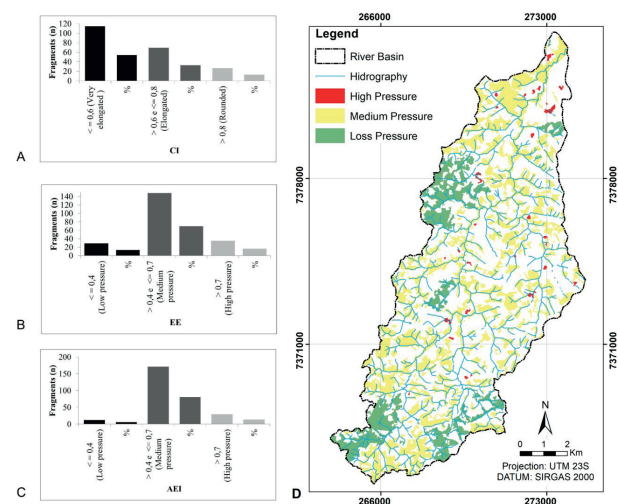 Fragments (n)
120
100
80
60
40
20
0
< = 0,6 (Very
elongated )
%
> 0,6 e <= 0,8
(Elongated)
%
> 0,8 (Rounded)
%
CI
A
Fragments (n)
140
120
100
80
60
40
20
0
< = 0,4
(Low pressure)
%
> 0,4 e <= 0,7
(Medium
pressure)
%
> 0,7
(High pressure)
%
EE
B
Fragments (n)
200
150
100
50
0
< = 0,4
(Low pressure)
%
> 0,4 e <= 0,7
(Medium
pressure)
%
> 0,7
(High pressure)
%
AEI
C
266000
273000
Legend
River Basin
Hidrography
High Pressure
Medium Pressure
Loss Pressure
7378000
7378000
7371000
7371000
N
0 1 2
Km
Projection: UTM 23S
DATUM: SIRGAS 2000
D
266000
273000